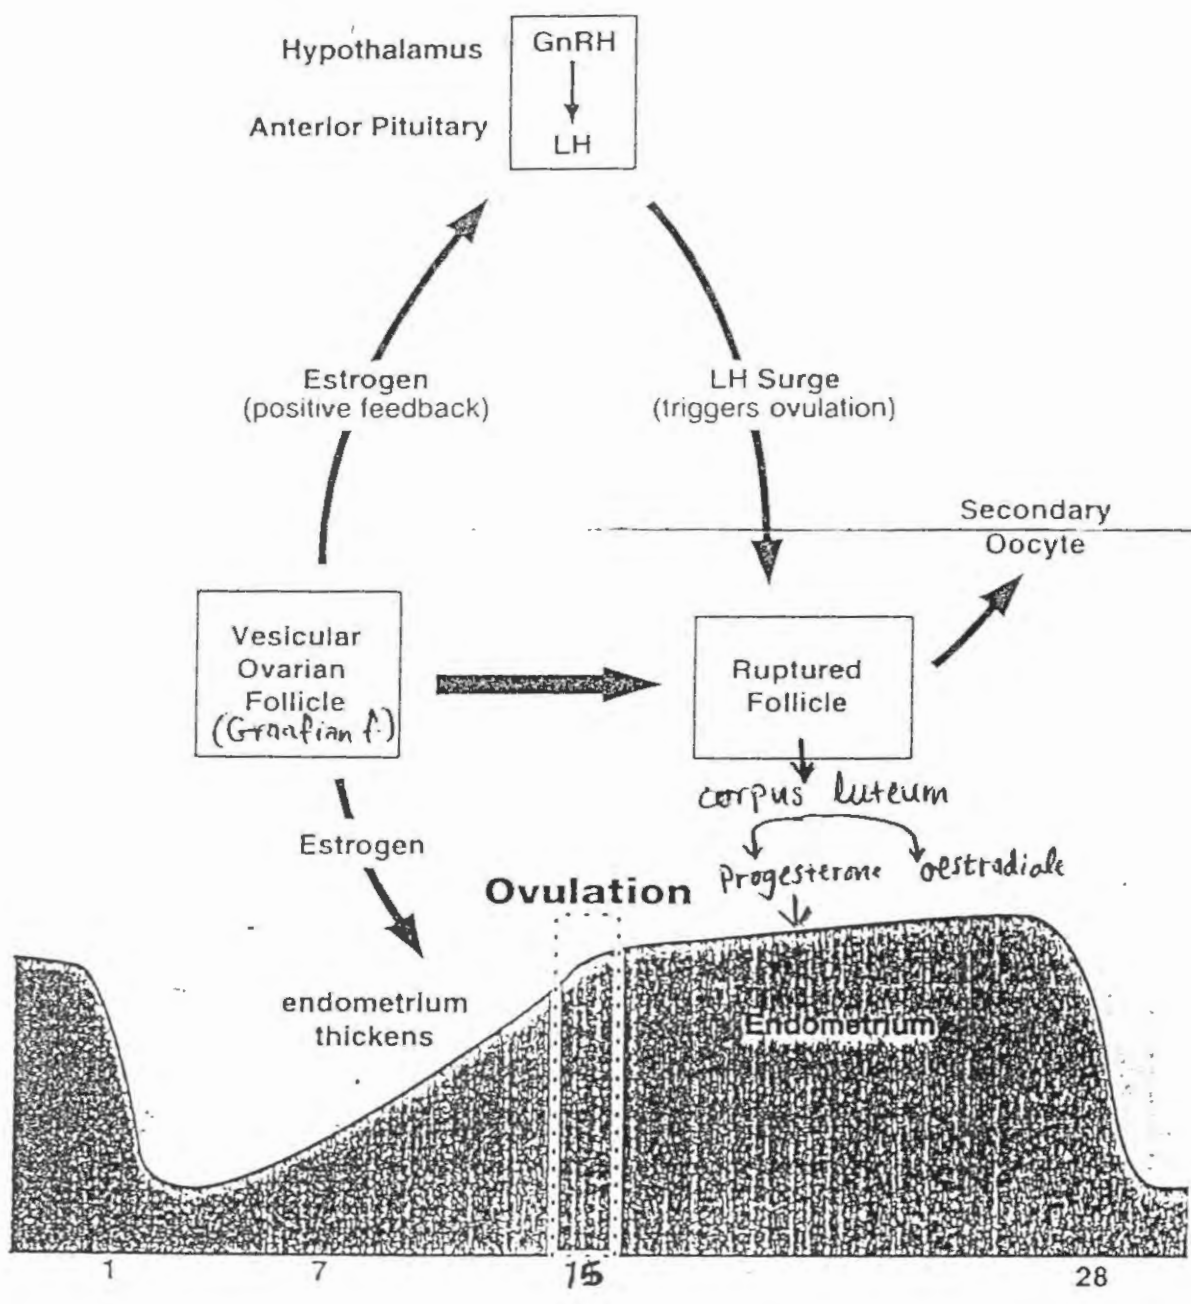 Hypothalamus
GnRH
Anterior Pituitary
LH
Estrogen
(positive feedback)
LH Surge
(triggers ovulation)
Secondary
Oocyte
Vesicular
Ovarian
Follicle
(Graafian f.)
Ruptured
Follicle
corpus luteum
Estrogen
Progesterone oestradiale
Ovulation
endometrium
thickens
Endometrium
1 7 15 28